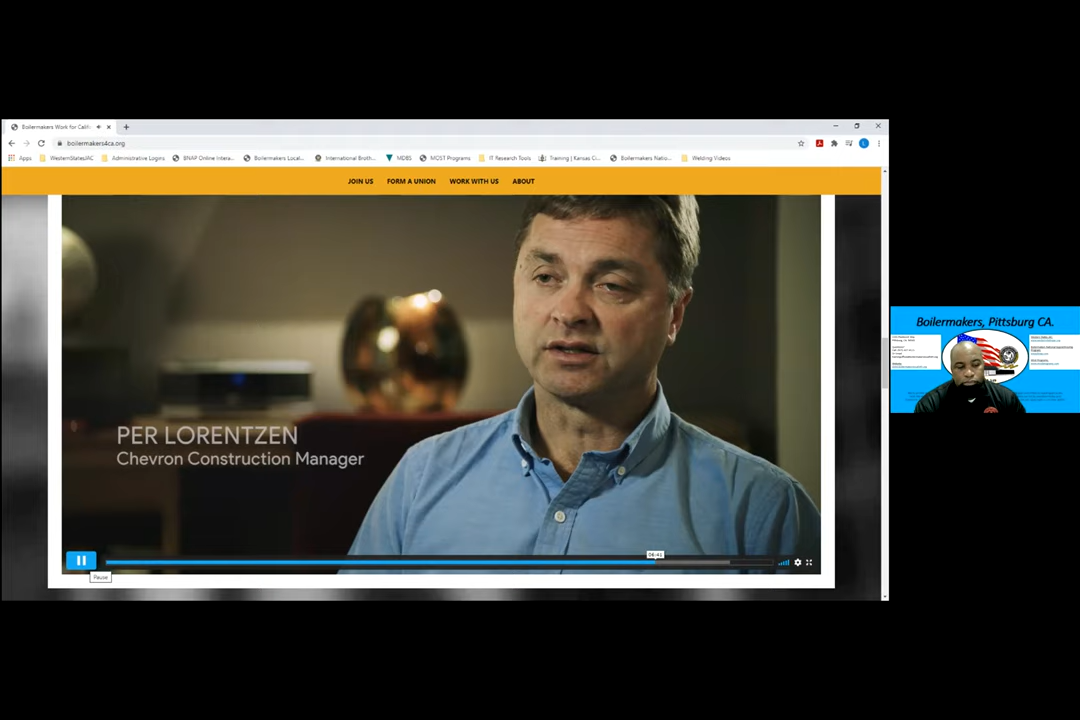 Boilermakers Work for Calif
boilermakers4ca.org
Apps
WesternStatesJAC
Administrative Logins
BNAP Online Intera...
Boilermakers Local...
International Broth...
MDBS
MOST Programs
IT Research Tools
Training | Kansas C...
Boilermakers Natio...
Welding Videos
JOIN US
FORM A UNION
WORK WITH US
ABOUT
Boilermakers, Pittsburg CA.
PER LORENTZEN
Chevron Construction Manager
06:41
Pause